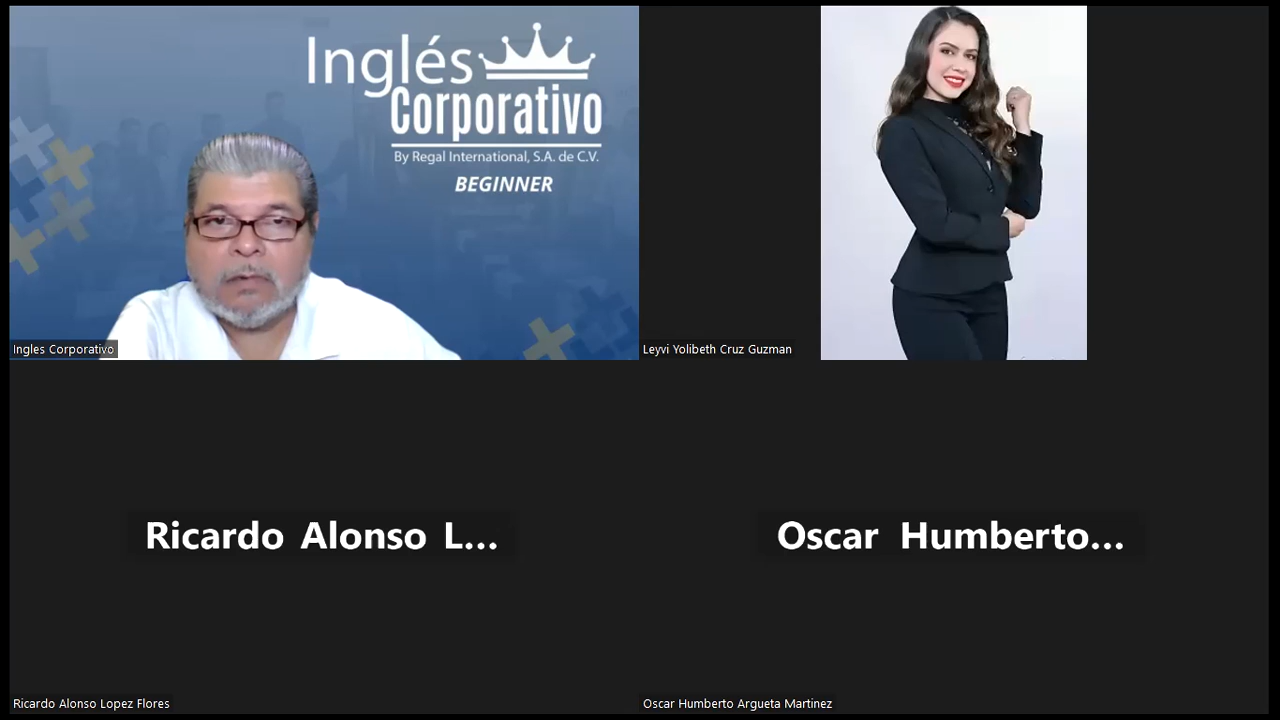 Inglés
Corporativo
By Regal International, S.A. de C.V.
BEGINNER
Ingles Corporativo
Leyvi Yolibeth Cruz Guzman
Ricardo Alonso L...
Oscar Humberto...
Ricardo Alonso Lopez Flores
Oscar Humberto Argueta Martinez